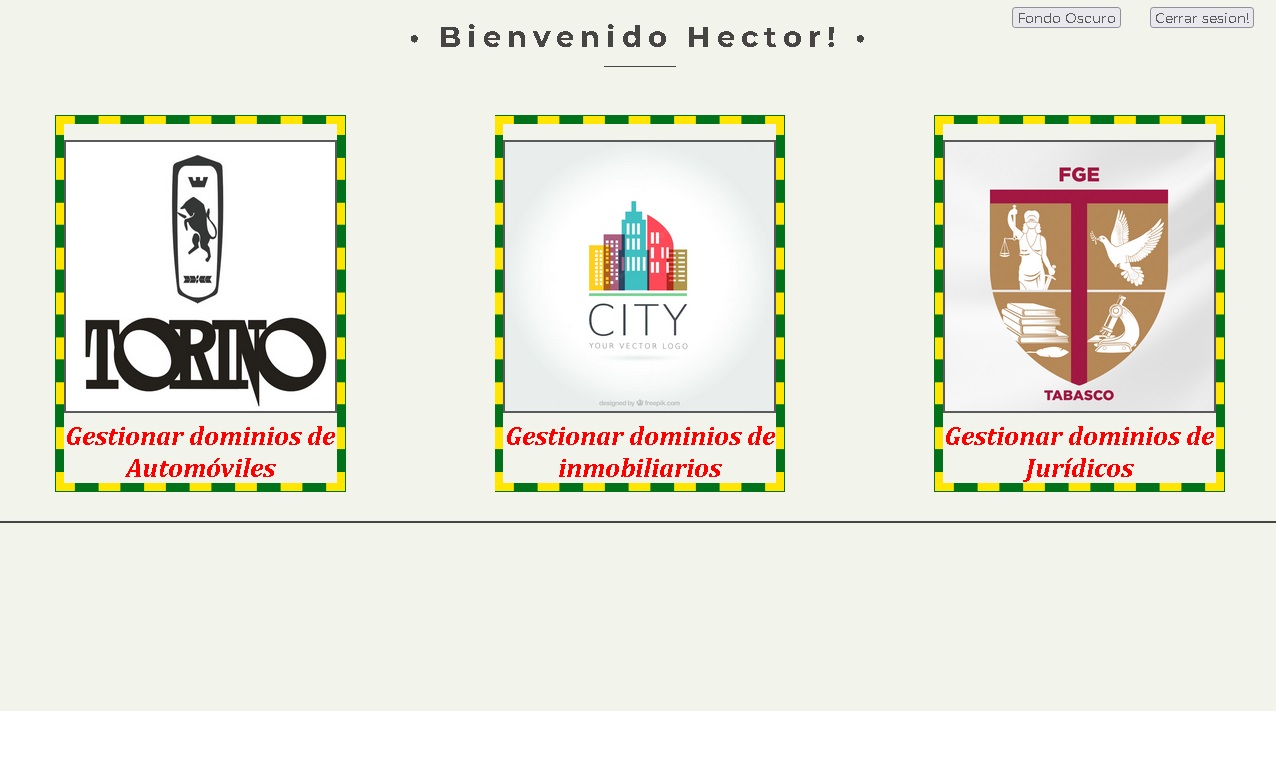 Fondo Oscuro
Cerrar sesion!
• Bienvenido Hector! •
TORINO
Gestionar dominios de
Automóviles
CITY
YOUR VECTOR LOGO
designed by freepik.com
Gestionar dominios de
inmobiliarios
FGE
TABASCO
Gestionar dominios de
Jurídicos